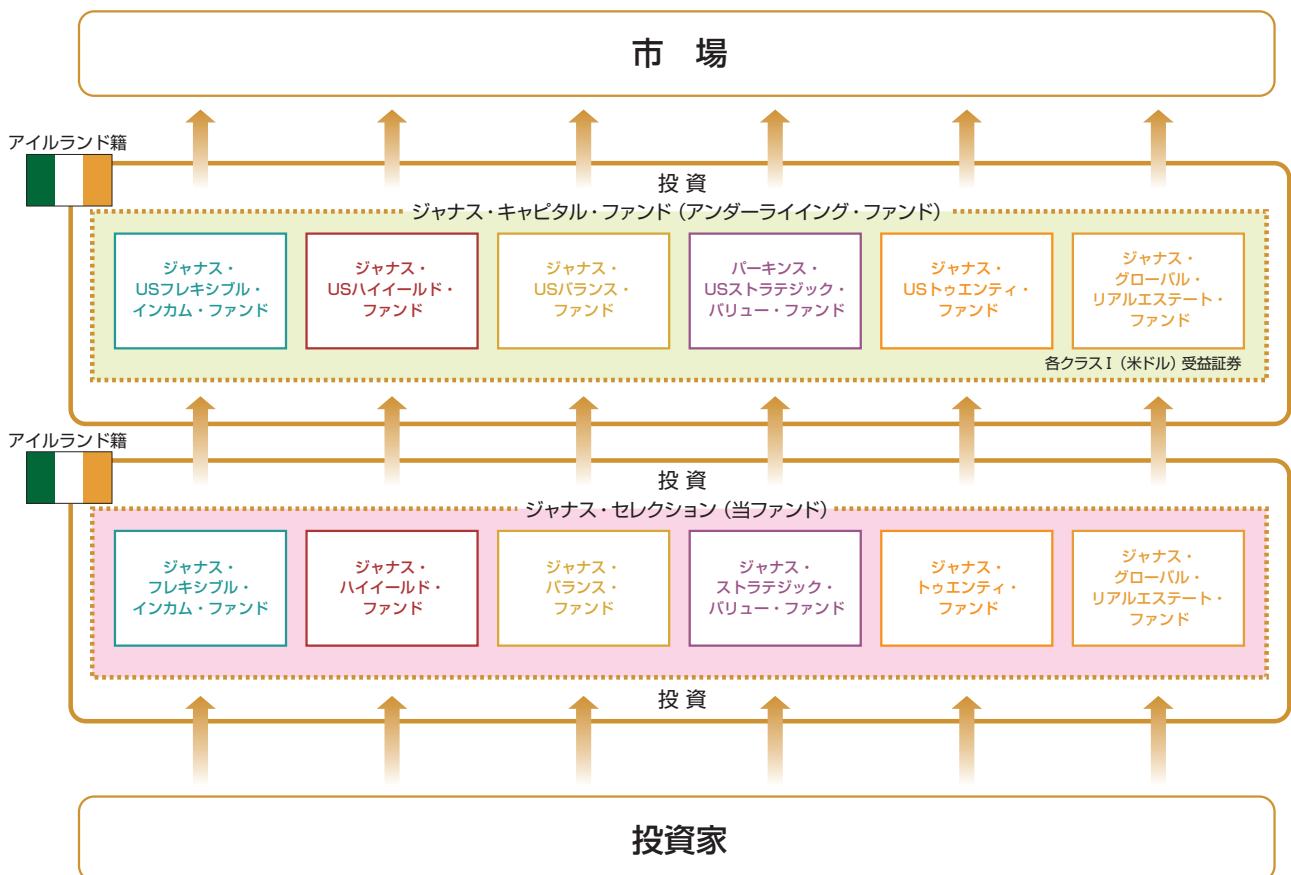 市 場
アイルランド籍
投 資
ジャナス・キャピタル・ファンド（アンダーライイング・ファンド）
ジャナス・
USフレキシブル・
インカム・ファンド
ジャナス・
USハイイールド・
ファンド
ジャナス・
USバランス・
ファンド
パーキンス・
USストラテジック・
バリュー・ファンド
ジャナス・
USトゥエンティ・
ファンド
ジャナス・
グローバル・
リアルエステート・
ファンド
各クラスⅠ（米ドル）受益証券
アイルランド籍
投 資
ジャナス・セレクション（当ファンド）
ジャナス・
フレキシブル・
インカム・ファンド
ジャナス・
ハイイールド・
ファンド
ジャナス・
バランス・
ファンド
ジャナス・
ストラテジック・
バリュー・ファンド
ジャナス・
トゥエンティ・
ファンド
ジャナス・
グローバル・
リアルエステート・
ファンド
投 資
投資家